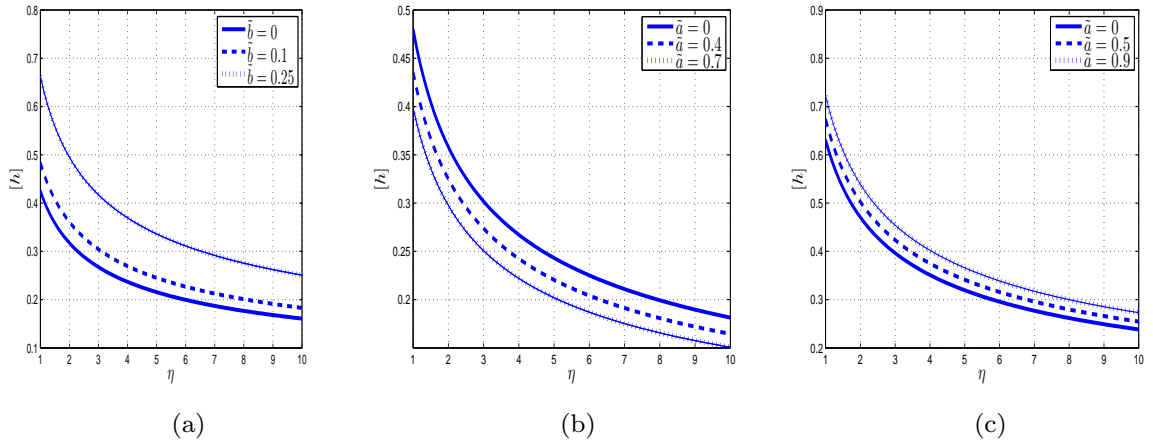 0.8
0.7
0.6
0.5
0.4
0.3
0.2
0.1
[h]
b̃ = 0
b̃ = 0.1
b̃ = 0.25
1 2 3 4 5 6 7 8 9 10
η
(a)
0.5
0.45
0.4
0.35
0.3
0.25
0.2
[h]
ã = 0
ã = 0.4
ã = 0.7
1 2 3 4 5 6 7 8 9 10
η
(b)
0.9
0.8
0.7
0.6
0.5
0.4
0.3
0.2
[h]
ã = 0
ã = 0.5
ã = 0.9
1 2 3 4 5 6 7 8 9 10
η
(c)